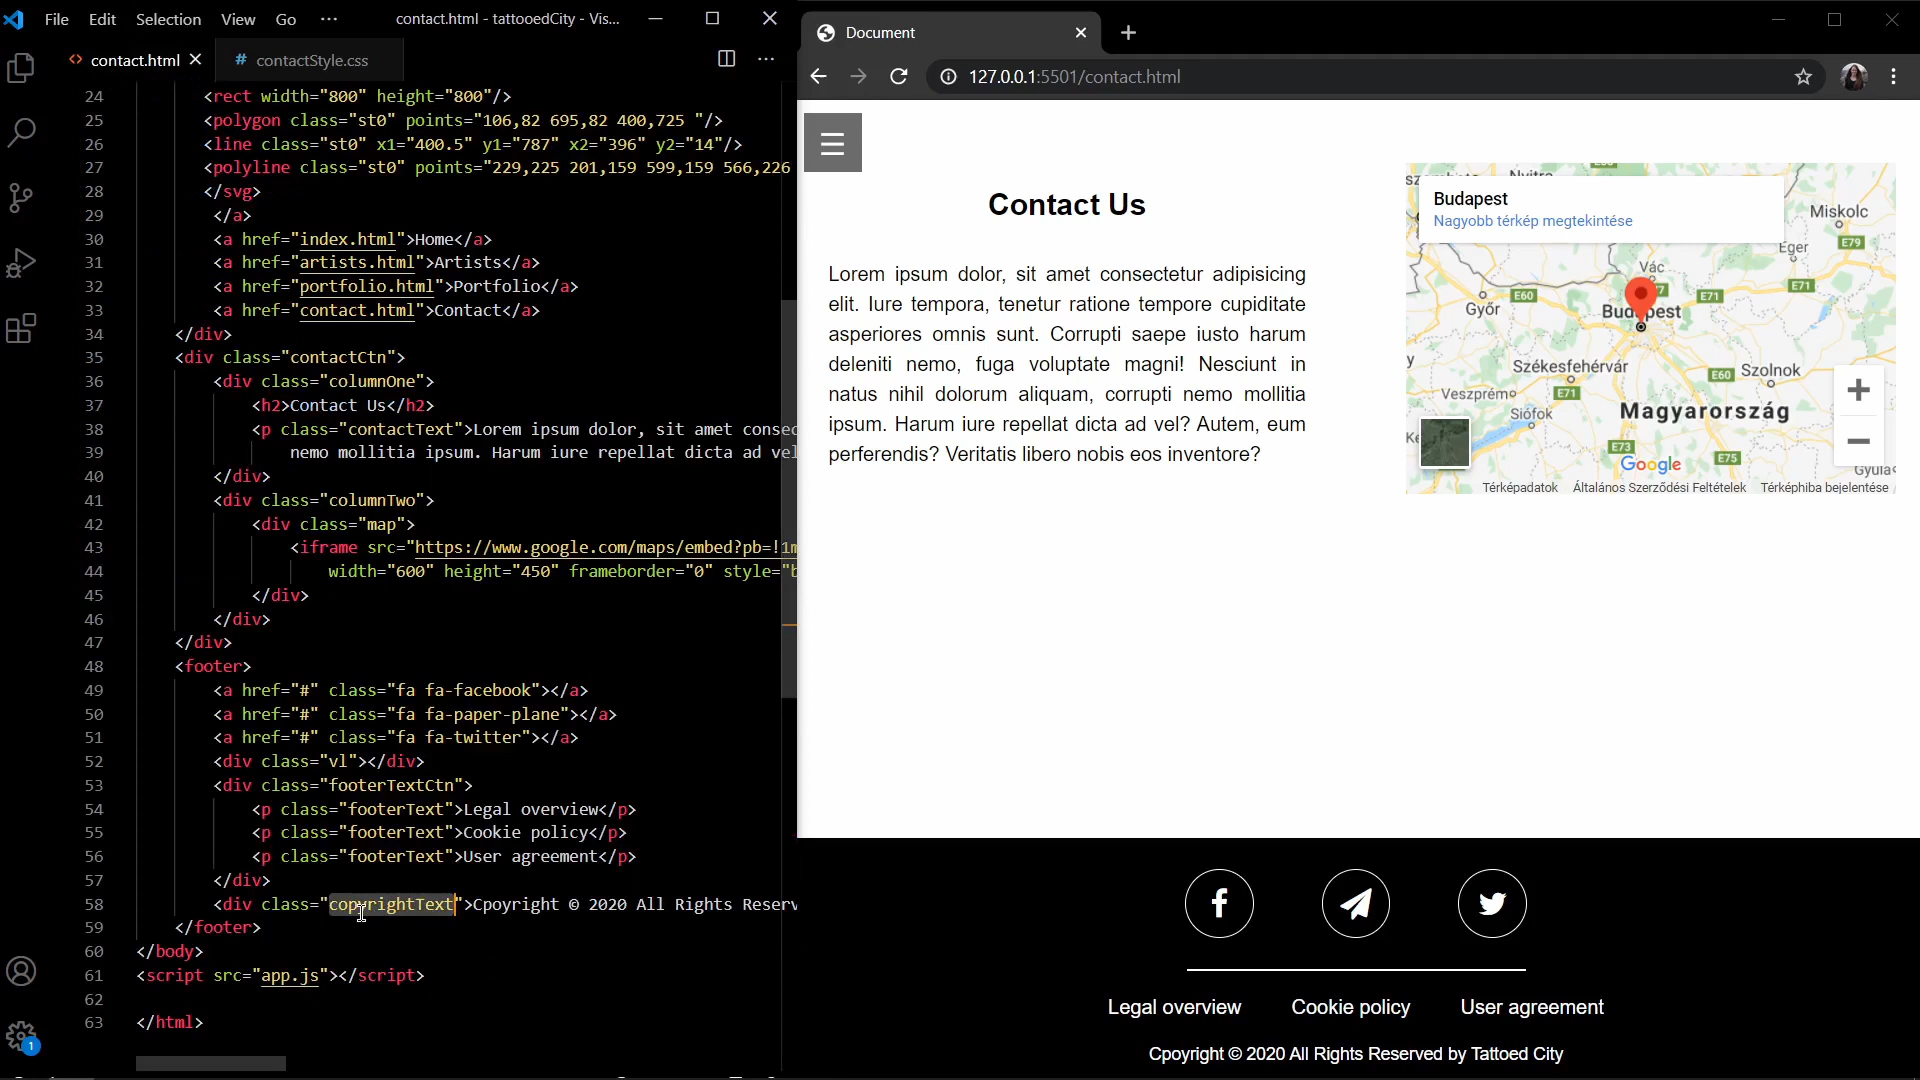 File Edit Selection View Go ··· contact.html - tattooedCity - Vis...
contact.html
# contactStyle.css
24 <rect width="800" height="800"/>
25 <polygon class="st0" points="106,82 695,82 400,725 "/>
26 <line class="st0" x1="400.5" y1="787" x2="396" y2="14"/>
27 <polyline class="st0" points="229,225 201,159 599,159 566,226
28 </svg>
29 </a>
30 <a href="index.html">Home</a>
31 <a href="artists.html">Artists</a>
32 <a href="portfolio.html">Portfolio</a>
33 <a href="contact.html">Contact</a>
34 </div>
35 <div class="contactCtn">
36 <div class="columnOne">
37 <h2>Contact Us</h2>
38 <p class="contactText">Lorem ipsum dolor, sit amet consec
39 nemo mollitia ipsum. Harum iure repellat dicta ad vel
40 </div>
41 <div class="columnTwo">
42 <div class="map">
43 <iframe src="https://www.google.com/maps/embed?pb=!1m
44 width="600" height="450" frameborder="0" style="b
45 </div>
46 </div>
47 </div>
48 <footer>
49 <a href="#" class="fa fa-facebook"></a>
50 <a href="#" class="fa fa-paper-plane"></a>
51 <a href="#" class="fa fa-twitter"></a>
52 <div class="vl"></div>
53 <div class="footerTextCtn">
54 <p class="footerText">Legal overview</p>
55 <p class="footerText">Cookie policy</p>
56 <p class="footerText">User agreement</p>
57 </div>
58 <div class="copyrightText">Cpoyright © 2020 All Rights Reserv
59 </footer>
60 </body>
61 <script src="app.js"></script>
62
63 </html>
1
Document
127.0.0.1:5501/contact.html
Contact Us
Lorem ipsum dolor, sit amet consectetur adipisicing
elit. Iure tempora, tenetur ratione tempore cupiditate
asperiores omnis sunt. Corrupti saepe iusto harum
deleniti nemo, fuga voluptate magni! Nesciunt in
natus nihil dolorum aliquam, corrupti nemo mollitia
ipsum. Harum iure repellat dicta ad vel? Autem, eum
perferendis? Veritatis libero nobis eos inventore?
Budapest
Nagyobb térkép megtekintése
Miskolc
E79
Eger
Vác
E71
E60
E71
E71
Győr
Budapest
Székesfehérvár
E60 Szolnok
Veszprém
E71
Siófok
Magyarország
E73
E75
Google
Gyula
Térképadatok Általános Szerződési Feltételek Térképhiba bejelentése
Legal overview Cookie policy User agreement
Cpoyright © 2020 All Rights Reserved by Tattoed City